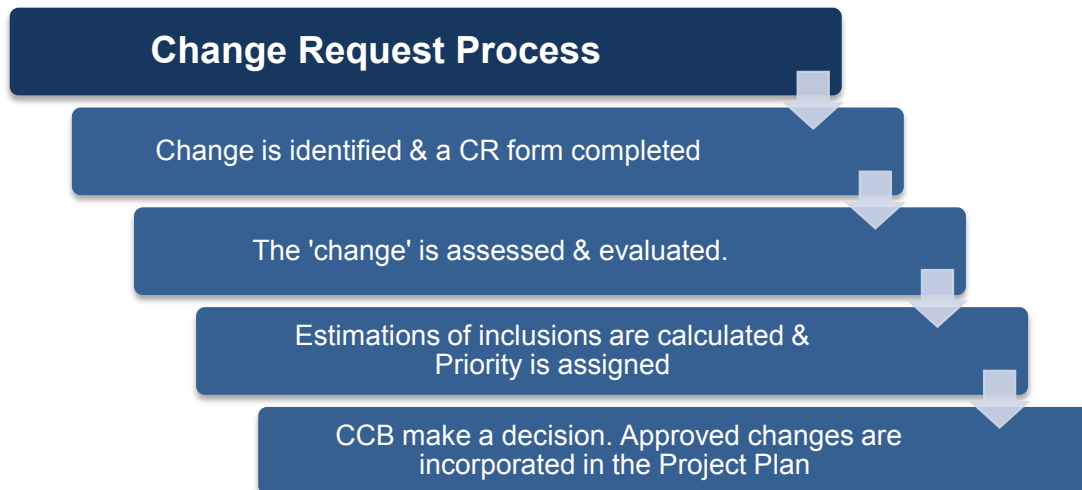 Change Request Process
Change is identified & a CR form completed
The 'change' is assessed & evaluated.
Estimations of inclusions are calculated &
Priority is assigned
CCB make a decision. Approved changes are
incorporated in the Project Plan